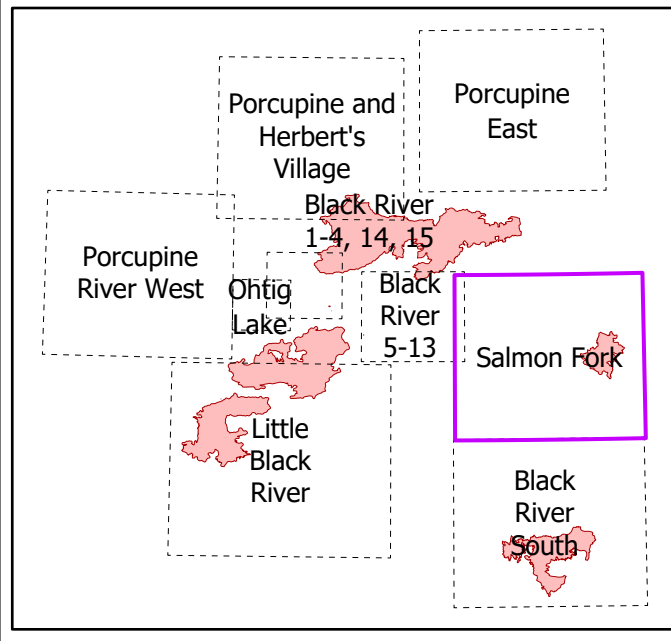 Porcupine and
Herbert's
Village
Porcupine
East
Black River
1-4, 14, 15
Porcupine
River West
Ohtig
Lake
Black
River
5-13
Salmon Fork
Little
Black
River
Black
River
South